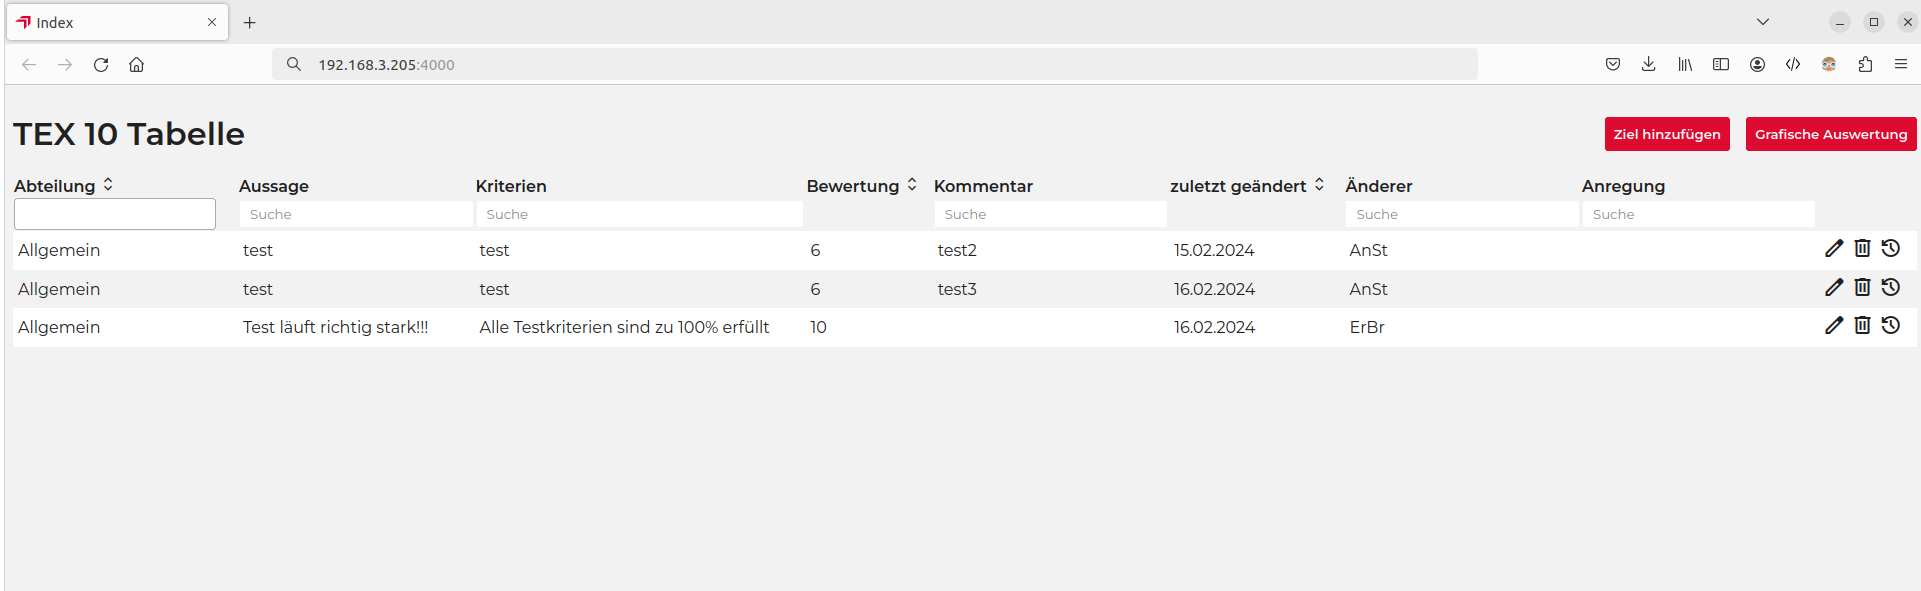 Index
192.168.3.205:4000
TEX 10 Tabelle
Ziel hinzufügen Grafische Auswertung
Abteilung Aussage Kriterien Bewertung Kommentar zuletzt geändert Änderer Anregung
Suche Suche Suche Suche Suche
Allgemein test test 6 test2 15.02.2024 AnSt
Allgemein test test 6 test3 16.02.2024 AnSt
Allgemein Test läuft richtig stark!!! Alle Testkriterien sind zu 100% erfüllt 10 16.02.2024 ErBr